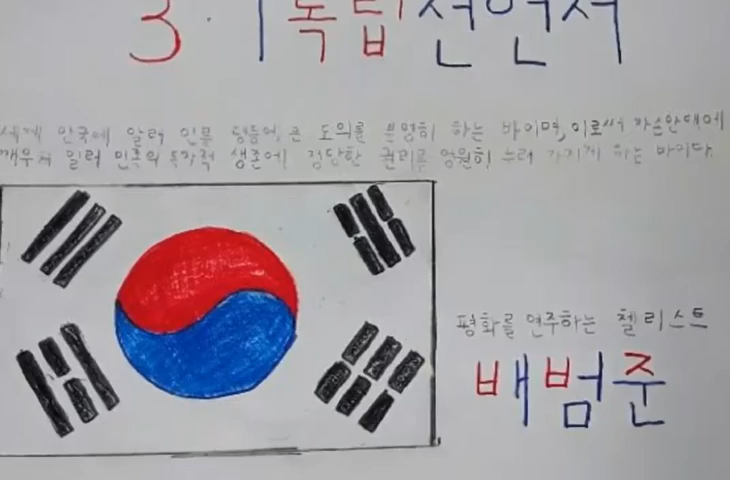 3·1독립선언서
세계 만국에 알려 인류 평등에 큰 도의를 분명히 하는 바이며, 이로써 자손만대에
깨우쳐 일러 민족의 독자적 생존에 정당한 권리를 영원히 누려 가지게 하는 바이다
평화를 연주하는 첼리스트
배범준